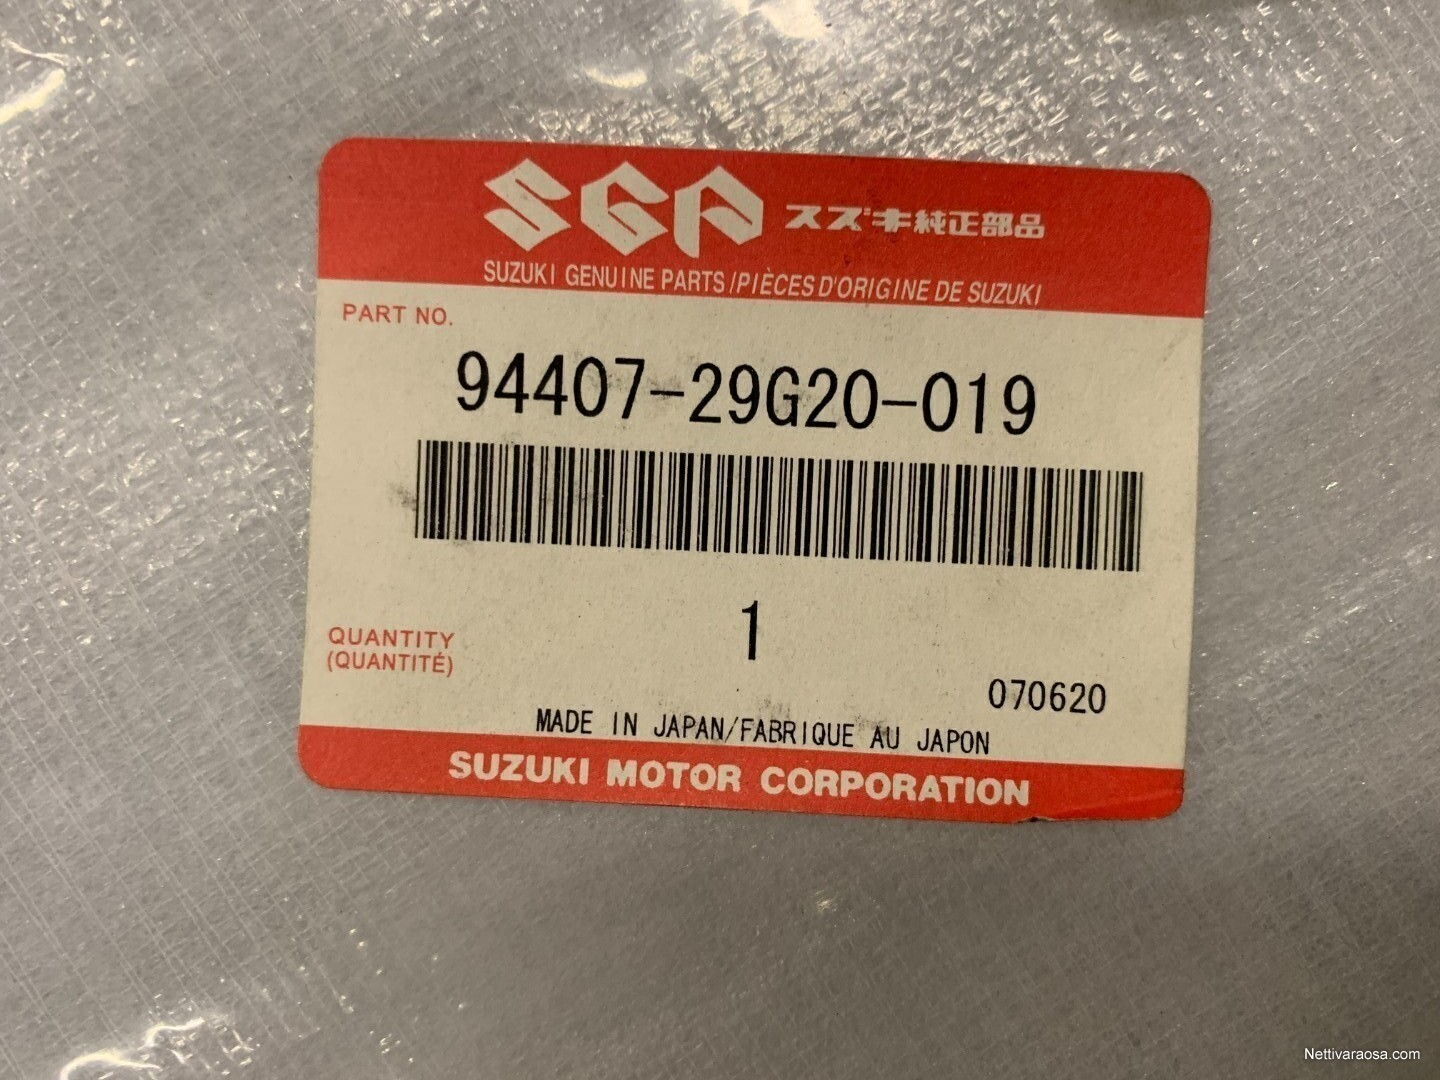 SGP スズキ純正部品
SUZUKI GENUINE PARTS/PIÈCES D'ORIGINE DE SUZUKI
PART NO.
94407-29G20-019
1
QUANTITY
(QUANTITÉ)
070620
MADE IN JAPAN/FABRIQUE AU JAPON
SUZUKI MOTOR CORPORATION
Nettivaraosa.com